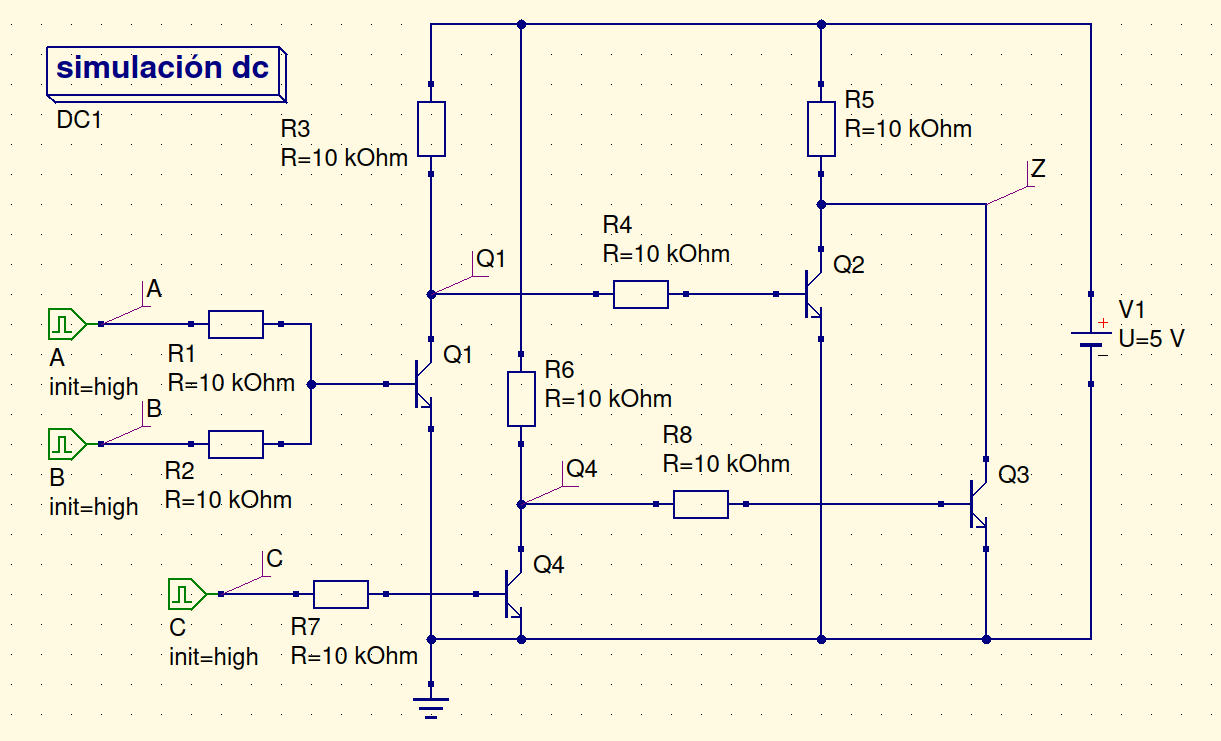 simulación dc
DC1
R3
R=10 kOhm
R5
R=10 kOhm
Z
R4
R=10 kOhm
Q1
Q2
A
A
init=high
R1
R=10 kOhm
Q1
V1
U=5 V
+
−
R6
R=10 kOhm
B
B
init=high
R2
R=10 kOhm
R8
R=10 kOhm
Q4
Q3
C
Q4
C
init=high
R7
R=10 kOhm